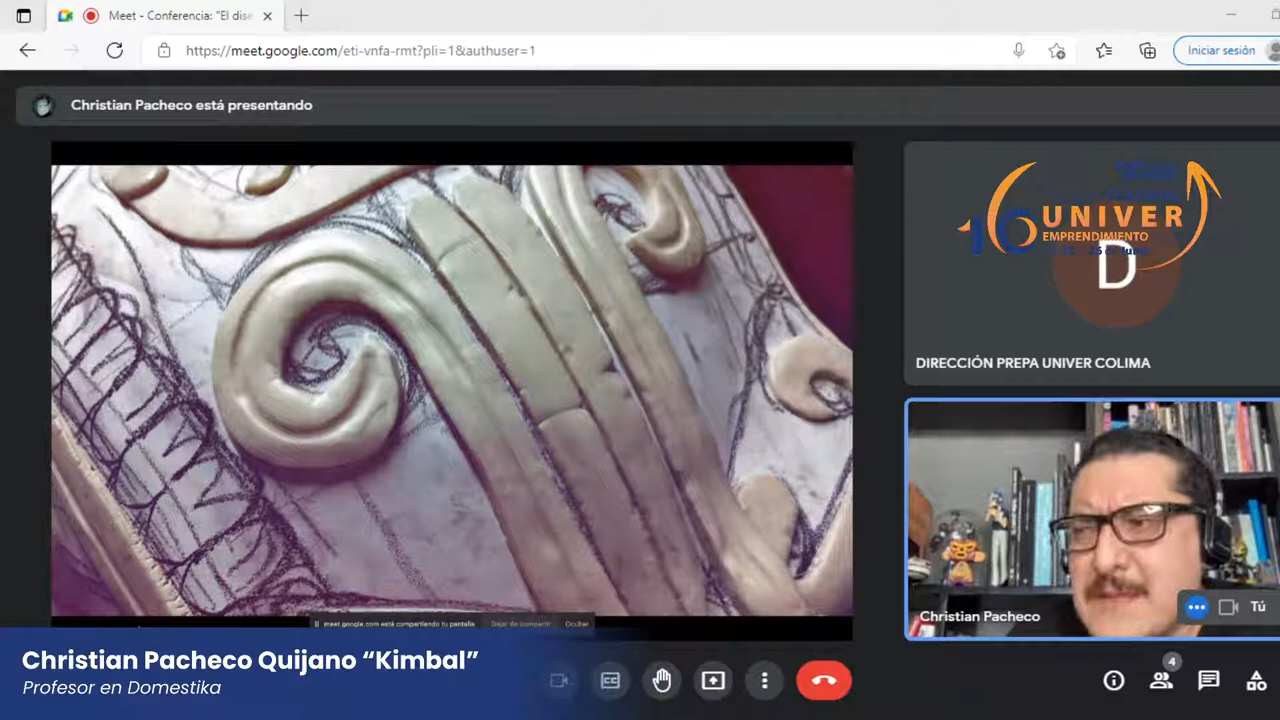 Meet - Conferencia: "El dise
https://meet.google.com/eti-vnfa-rmt?pli=1&authuser=1
Iniciar sesión
Christian Pacheco está presentando
UNIVER
EMPRENDIMIENTO
D
DIRECCIÓN PREPA UNIVER COLIMA
Christian Pacheco
Tú
meet.google.com está compartiendo tu pantalla
Dejar de compartir
Ocultar
Christian Pacheco Quijano “Kimbal”
Profesor en Domestika
CC
4